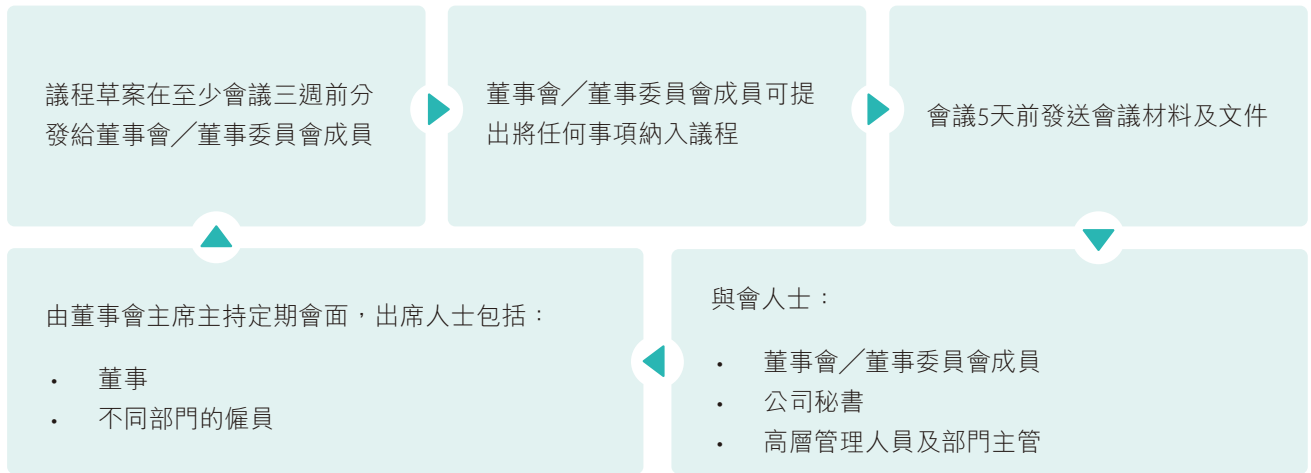 議程草案在至少會議三週前分
發給董事會／董事委員會成員
董事會／董事委員會成員可提
出將任何事項納入議程
會議5天前發送會議材料及文件
由董事會主席主持定期會面，出席人士包括：
• 董事
• 不同部門的僱員
與會人士：
• 董事會／董事委員會成員
• 公司秘書
• 高層管理人員及部門主管